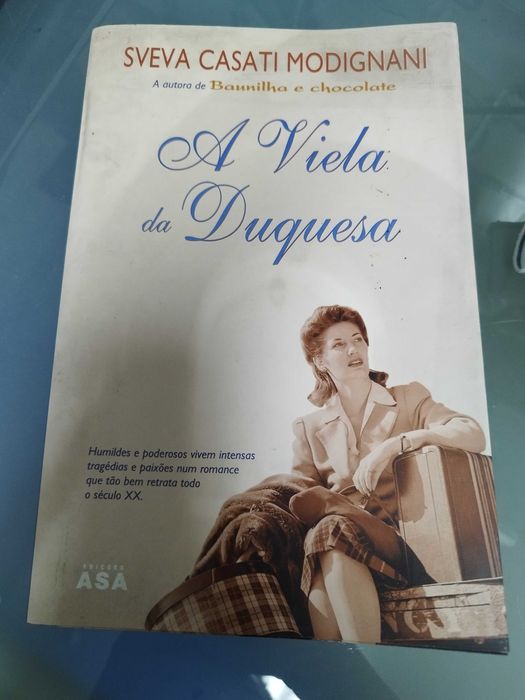 SVEVA CASATI MODIGNANI
A autora de Baunilha e chocolate
A Viela
da Duquesa
Humildes e poderosos vivem intensas
tragédias e paixões num romance
que tão bem retrata todo
o século XX.
EDIÇÕES
ASA